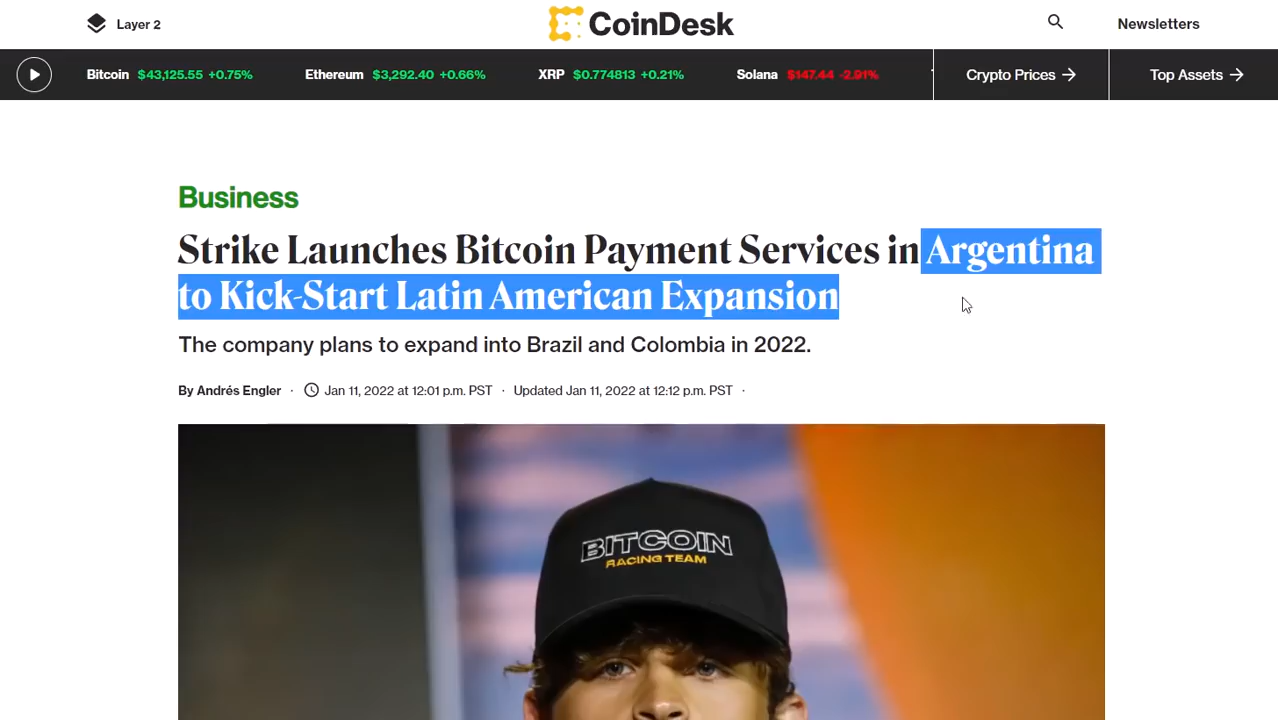 Layer 2
CoinDesk
Newsletters
Bitcoin $43,125.55 +0.75% Ethereum $3,292.40 +0.66% XRP $0.774813 +0.21% Solana $147.44 -2.91% Crypto Prices → Top Assets →
Business
Strike Launches Bitcoin Payment Services in Argentina
to Kick-Start Latin American Expansion
The company plans to expand into Brazil and Colombia in 2022.
By Andrés Engler · Jan 11, 2022 at 12:01 p.m. PST · Updated Jan 11, 2022 at 12:12 p.m. PST ·
BITCOIN
RACING TEAM